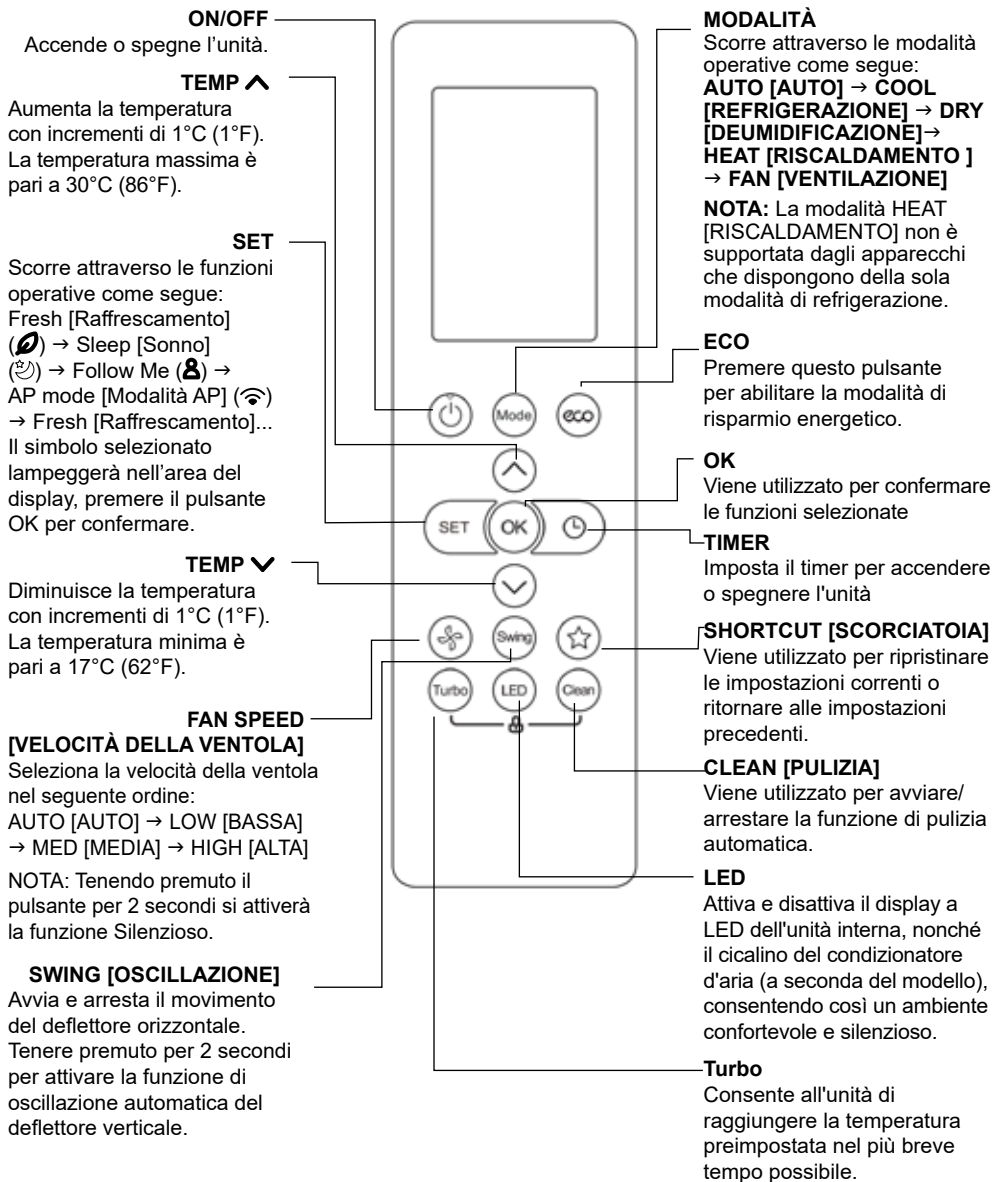 ON/OFF
Accende o spegne l'unità.
TEMP
Aumenta la temperatura
con incrementi di 1°C (1°F).
La temperatura massima è
pari a 30°C (86°F).
SET
Scorre attraverso le funzioni
operative come segue:
Fresh [Raffrescamento]
( ) → Sleep [Sonno]
( ) → Follow Me ( ) →
AP mode [Modalità AP] ( )
→ Fresh [Raffrescamento]...
Il simbolo selezionato
lampeggerà nell'area del
display, premere il pulsante
OK per confermare.
TEMP
Diminuisce la temperatura
con incrementi di 1°C (1°F).
La temperatura minima è
pari a 17°C (62°F).
FAN SPEED
[VELOCITÀ DELLA VENTOLA]
Seleziona la velocità della ventola
nel seguente ordine:
AUTO [AUTO] → LOW [BASSA]
→ MED [MEDIA] → HIGH [ALTA]
NOTA: Tenendo premuto il
pulsante per 2 secondi si attiverà
la funzione Silenzioso.
SWING [OSCILLAZIONE]
Avvia e arresta il movimento
del deflettore orizzontale.
Tenere premuto per 2 secondi
per attivare la funzione di
oscillazione automatica del
deflettore verticale.
Mode
eco
SET
OK
Swing
Turbo
LED
Clean
MODALITÀ
Scorre attraverso le modalità
operative come segue:
AUTO [AUTO] → COOL
[REFRIGERAZIONE] → DRY
[DEUMIDIFICAZIONE]→
HEAT [RISCALDAMENTO ]
→ FAN [VENTILAZIONE]
NOTA: La modalità HEAT
[RISCALDAMENTO] non è
supportata dagli apparecchi
che dispongono della sola
modalità di refrigerazione.
ECO
Premere questo pulsante
per abilitare la modalità di
risparmio energetico.
OK
Viene utilizzato per confermare
le funzioni selezionate
TIMER
Imposta il timer per accendere
o spegnere l'unità
SHORTCUT [SCORCIATOIA]
Viene utilizzato per ripristinare
le impostazioni correnti o
ritornare alle impostazioni
precedenti.
CLEAN [PULIZIA]
Viene utilizzato per avviare/
arrestare la funzione di pulizia
automatica.
LED
Attiva e disattiva il display a
LED dell'unità interna, nonché
il cicalino del condizionatore
d'aria (a seconda del modello),
consentendo così un ambiente
confortevole e silenzioso.
Turbo
Consente all'unità di
raggiungere la temperatura
preimpostata nel più breve
tempo possibile.